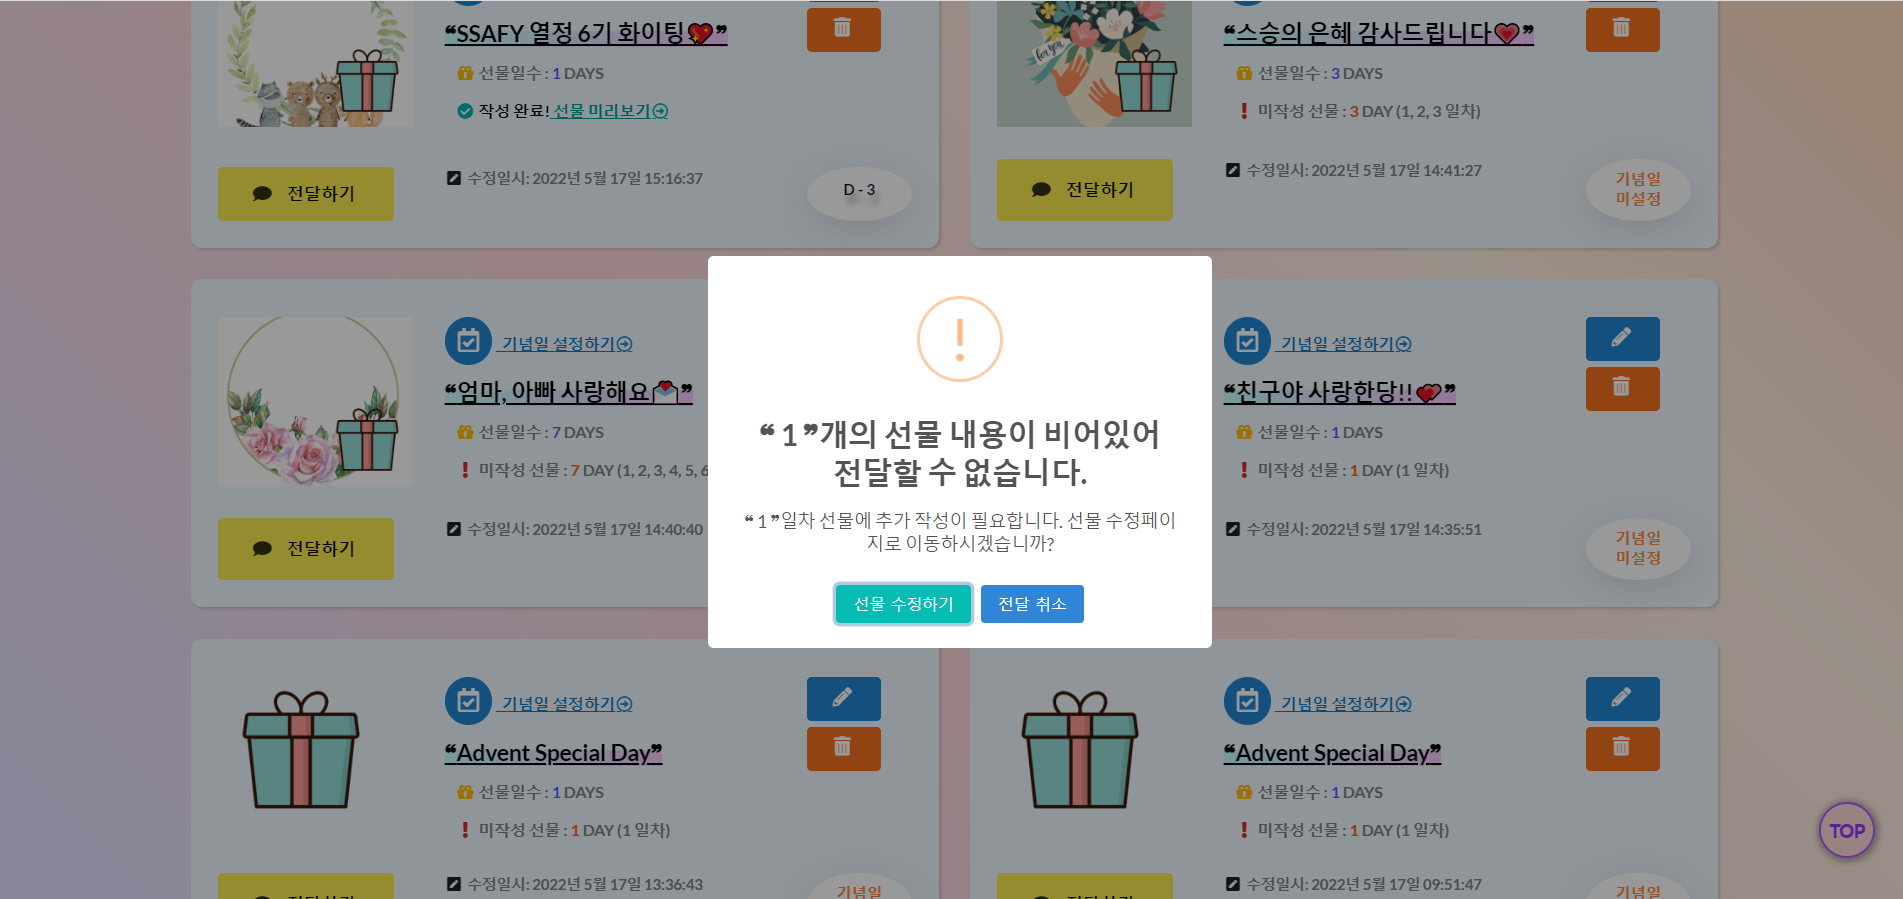 ❝SSAFY 열정 6기 화이팅💖❞
선물일수 : 1 DAYS
작성 완료! 선물 미리보기
전달하기
수정일시: 2022년 5월 17일 15:16:37
D - 3
❝스승의 은혜 감사드립니다💗❞
선물일수 : 3 DAYS
미작성 선물 : 3 DAY (1, 2, 3 일차)
for you
전달하기
수정일시: 2022년 5월 17일 14:41:27
기념일
미설정
기념일 설정하기
❝엄마, 아빠 사랑해요💌❞
선물일수 : 7 DAYS
미작성 선물 : 7 DAY (1, 2, 3, 4, 5, 6
전달하기
수정일시: 2022년 5월 17일 14:40:40
기념일 설정하기
❝친구야 사랑한당!!💕❞
선물일수 : 1 DAYS
미작성 선물 : 1 DAY (1 일차)
수정일시: 2022년 5월 17일 14:35:51
기념일
미설정
!
❝ 1 ❞개의 선물 내용이 비어있어
전달할 수 없습니다.
❝ 1 ❞일차 선물에 추가 작성이 필요합니다. 선물 수정페이
지로 이동하시겠습니까?
선물 수정하기
전달 취소
기념일 설정하기
❝Advent Special Day❞
선물일수 : 1 DAYS
미작성 선물 : 1 DAY (1 일차)
수정일시: 2022년 5월 17일 13:36:43
기념일
전달하기
기념일 설정하기
❝Advent Special Day❞
선물일수 : 1 DAYS
미작성 선물 : 1 DAY (1 일차)
수정일시: 2022년 5월 17일 09:51:47
기념일
전달하기
TOP